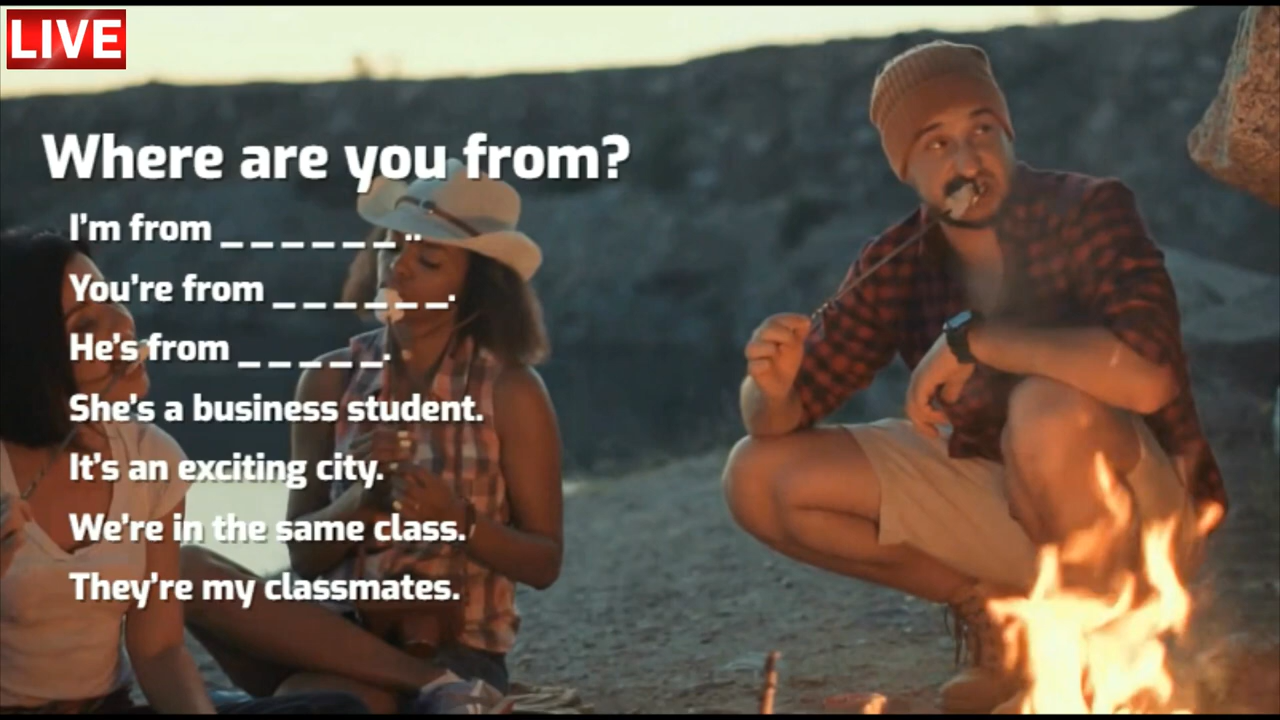 LIVE
Where are you from?
I'm from _ _ _ _ _ _ ..
You're from _ _ _ _ _ _.
He's from _ _ _ _ _.
She's a business student.
It's an exciting city.
We're in the same class.
They're my classmates.